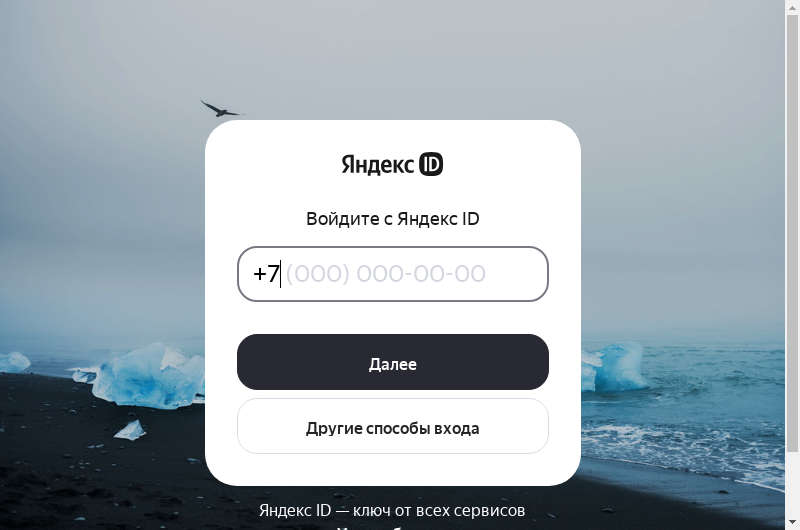 Яндекс ID
Войдите с Яндекс ID
+7 (000) 000-00-00
Далее
Другие способы входа
Яндекс ID — ключ от всех сервисов